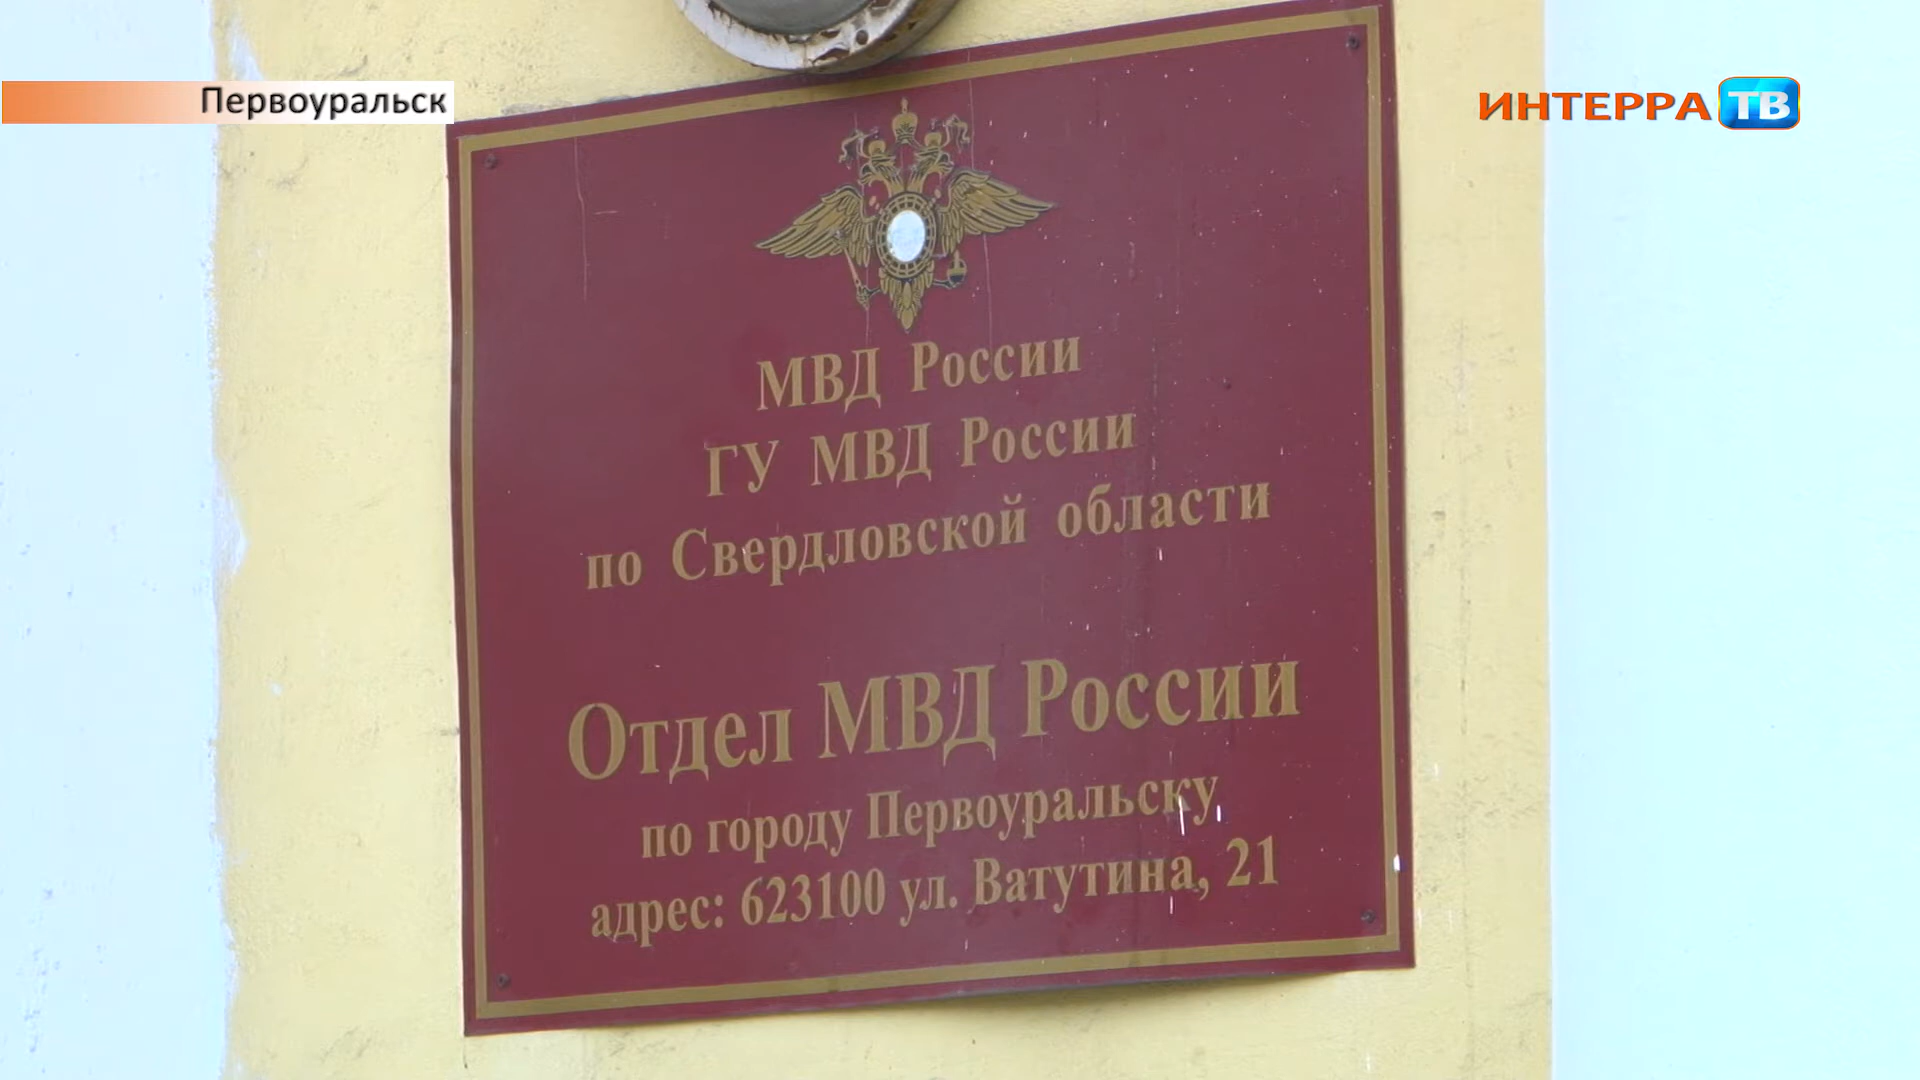 Первоуральск
ИНТЕРРА ТВ
МВД России
ГУ МВД России
по Свердловской области
Отдел МВД России
по городу Первоуральску
адрес: 623100 ул. Ватутина, 21